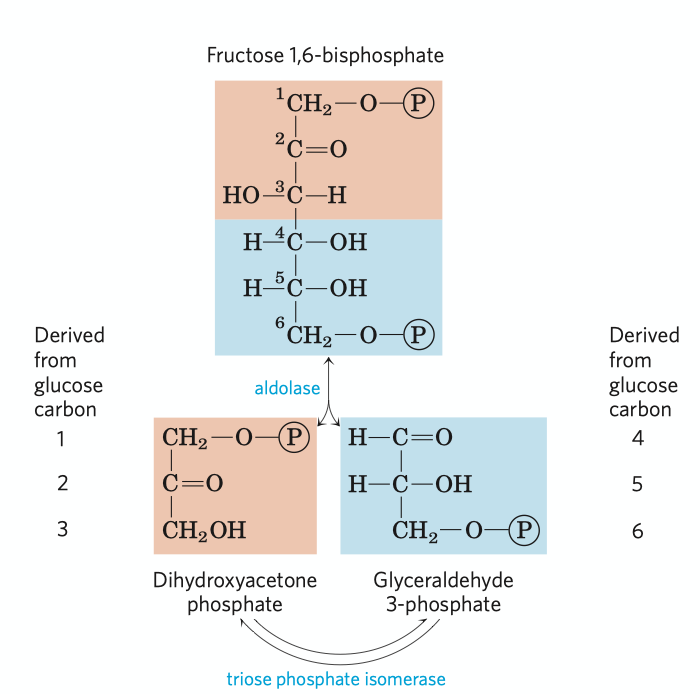 Fructose 1,6-bisphosphate
¹CH₂—O—Ⓟ
²C=O
HO—³C—H
H—⁴C—OH
H—⁵C—OH
⁶CH₂—O—Ⓟ
aldolase
Derived
from
glucose
carbon
1
2
3
CH₂—O—Ⓟ
C=O
CH₂OH
Dihydroxyacetone
phosphate
H—C=O
H—C—OH
CH₂—O—Ⓟ
Glyceraldehyde
3-phosphate
Derived
from
glucose
carbon
4
5
6
triose phosphate isomerase